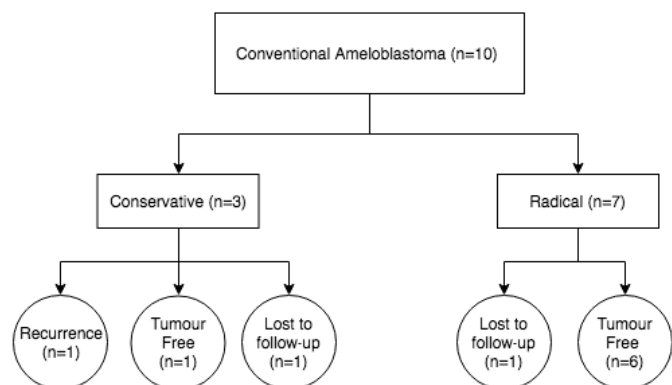 Conventional Ameloblastoma (n=10)
Conservative (n=3)
Radical (n=7)
Recurrence
(n=1)
Tumour
Free
(n=1)
Lost to
follow-up
(n=1)
Lost to
follow-up
(n=1)
Tumour
Free
(n=6)